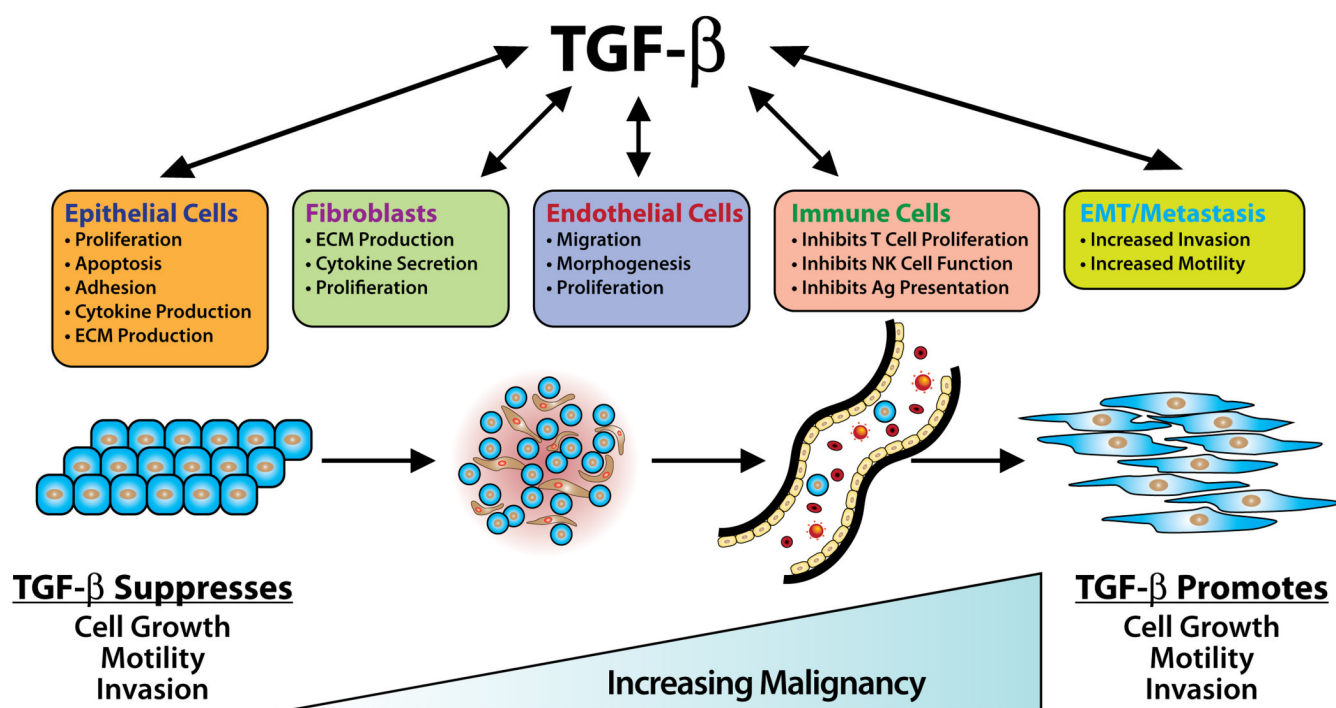 TGF-β
Epithelial Cells
• Proliferation
• Apoptosis
• Adhesion
• Cytokine Production
• ECM Production
Fibroblasts
• ECM Production
• Cytokine Secretion
• Prolifieration
Endothelial Cells
• Migration
• Morphogenesis
• Proliferation
Immune Cells
• Inhibits T Cell Proliferation
• Inhibits NK Cell Function
• Inhibits Ag Presentation
EMT/Metastasis
• Increased Invasion
• Increased Motility
TGF-β Suppresses
Cell Growth
Motility
Invasion
Increasing Malignancy
TGF-β Promotes
Cell Growth
Motility
Invasion